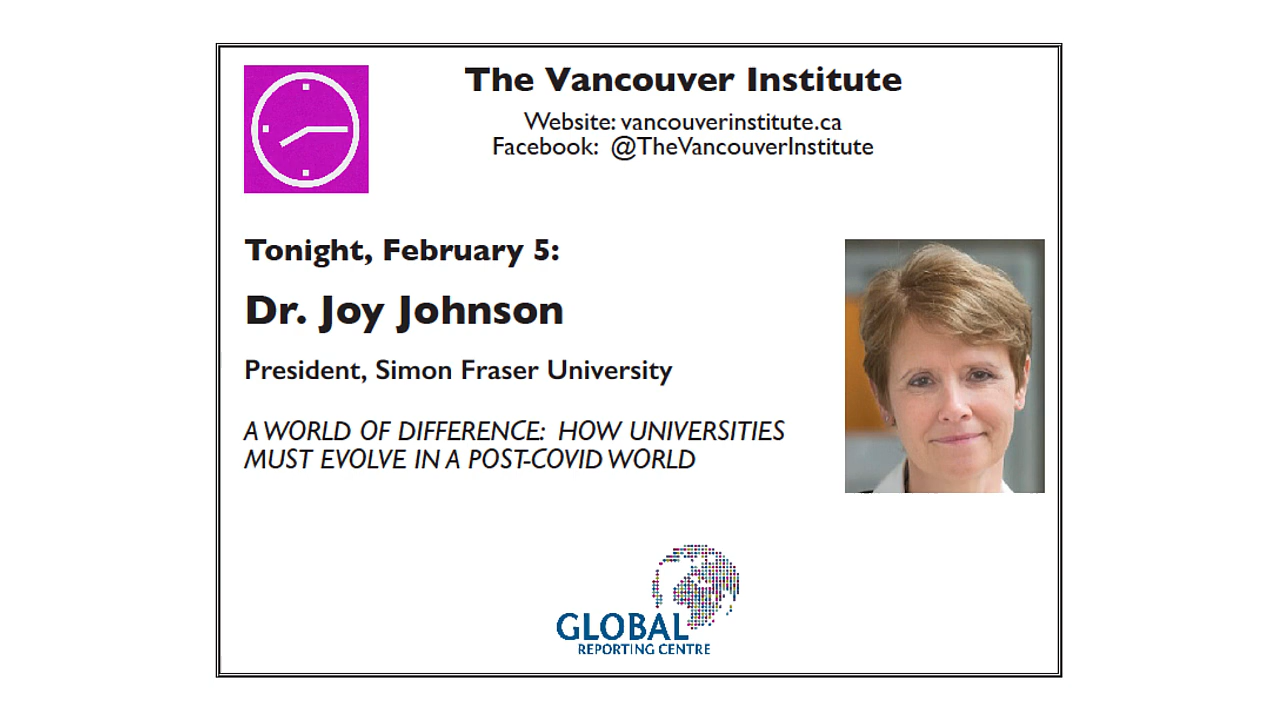 The Vancouver Institute
Website: vancouverinstitute.ca
Facebook: @TheVancouverInstitute
Tonight, February 5:
Dr. Joy Johnson
President, Simon Fraser University
A WORLD OF DIFFERENCE: HOW UNIVERSITIES
MUST EVOLVE IN A POST-COVID WORLD
GLOBAL
REPORTING CENTRE